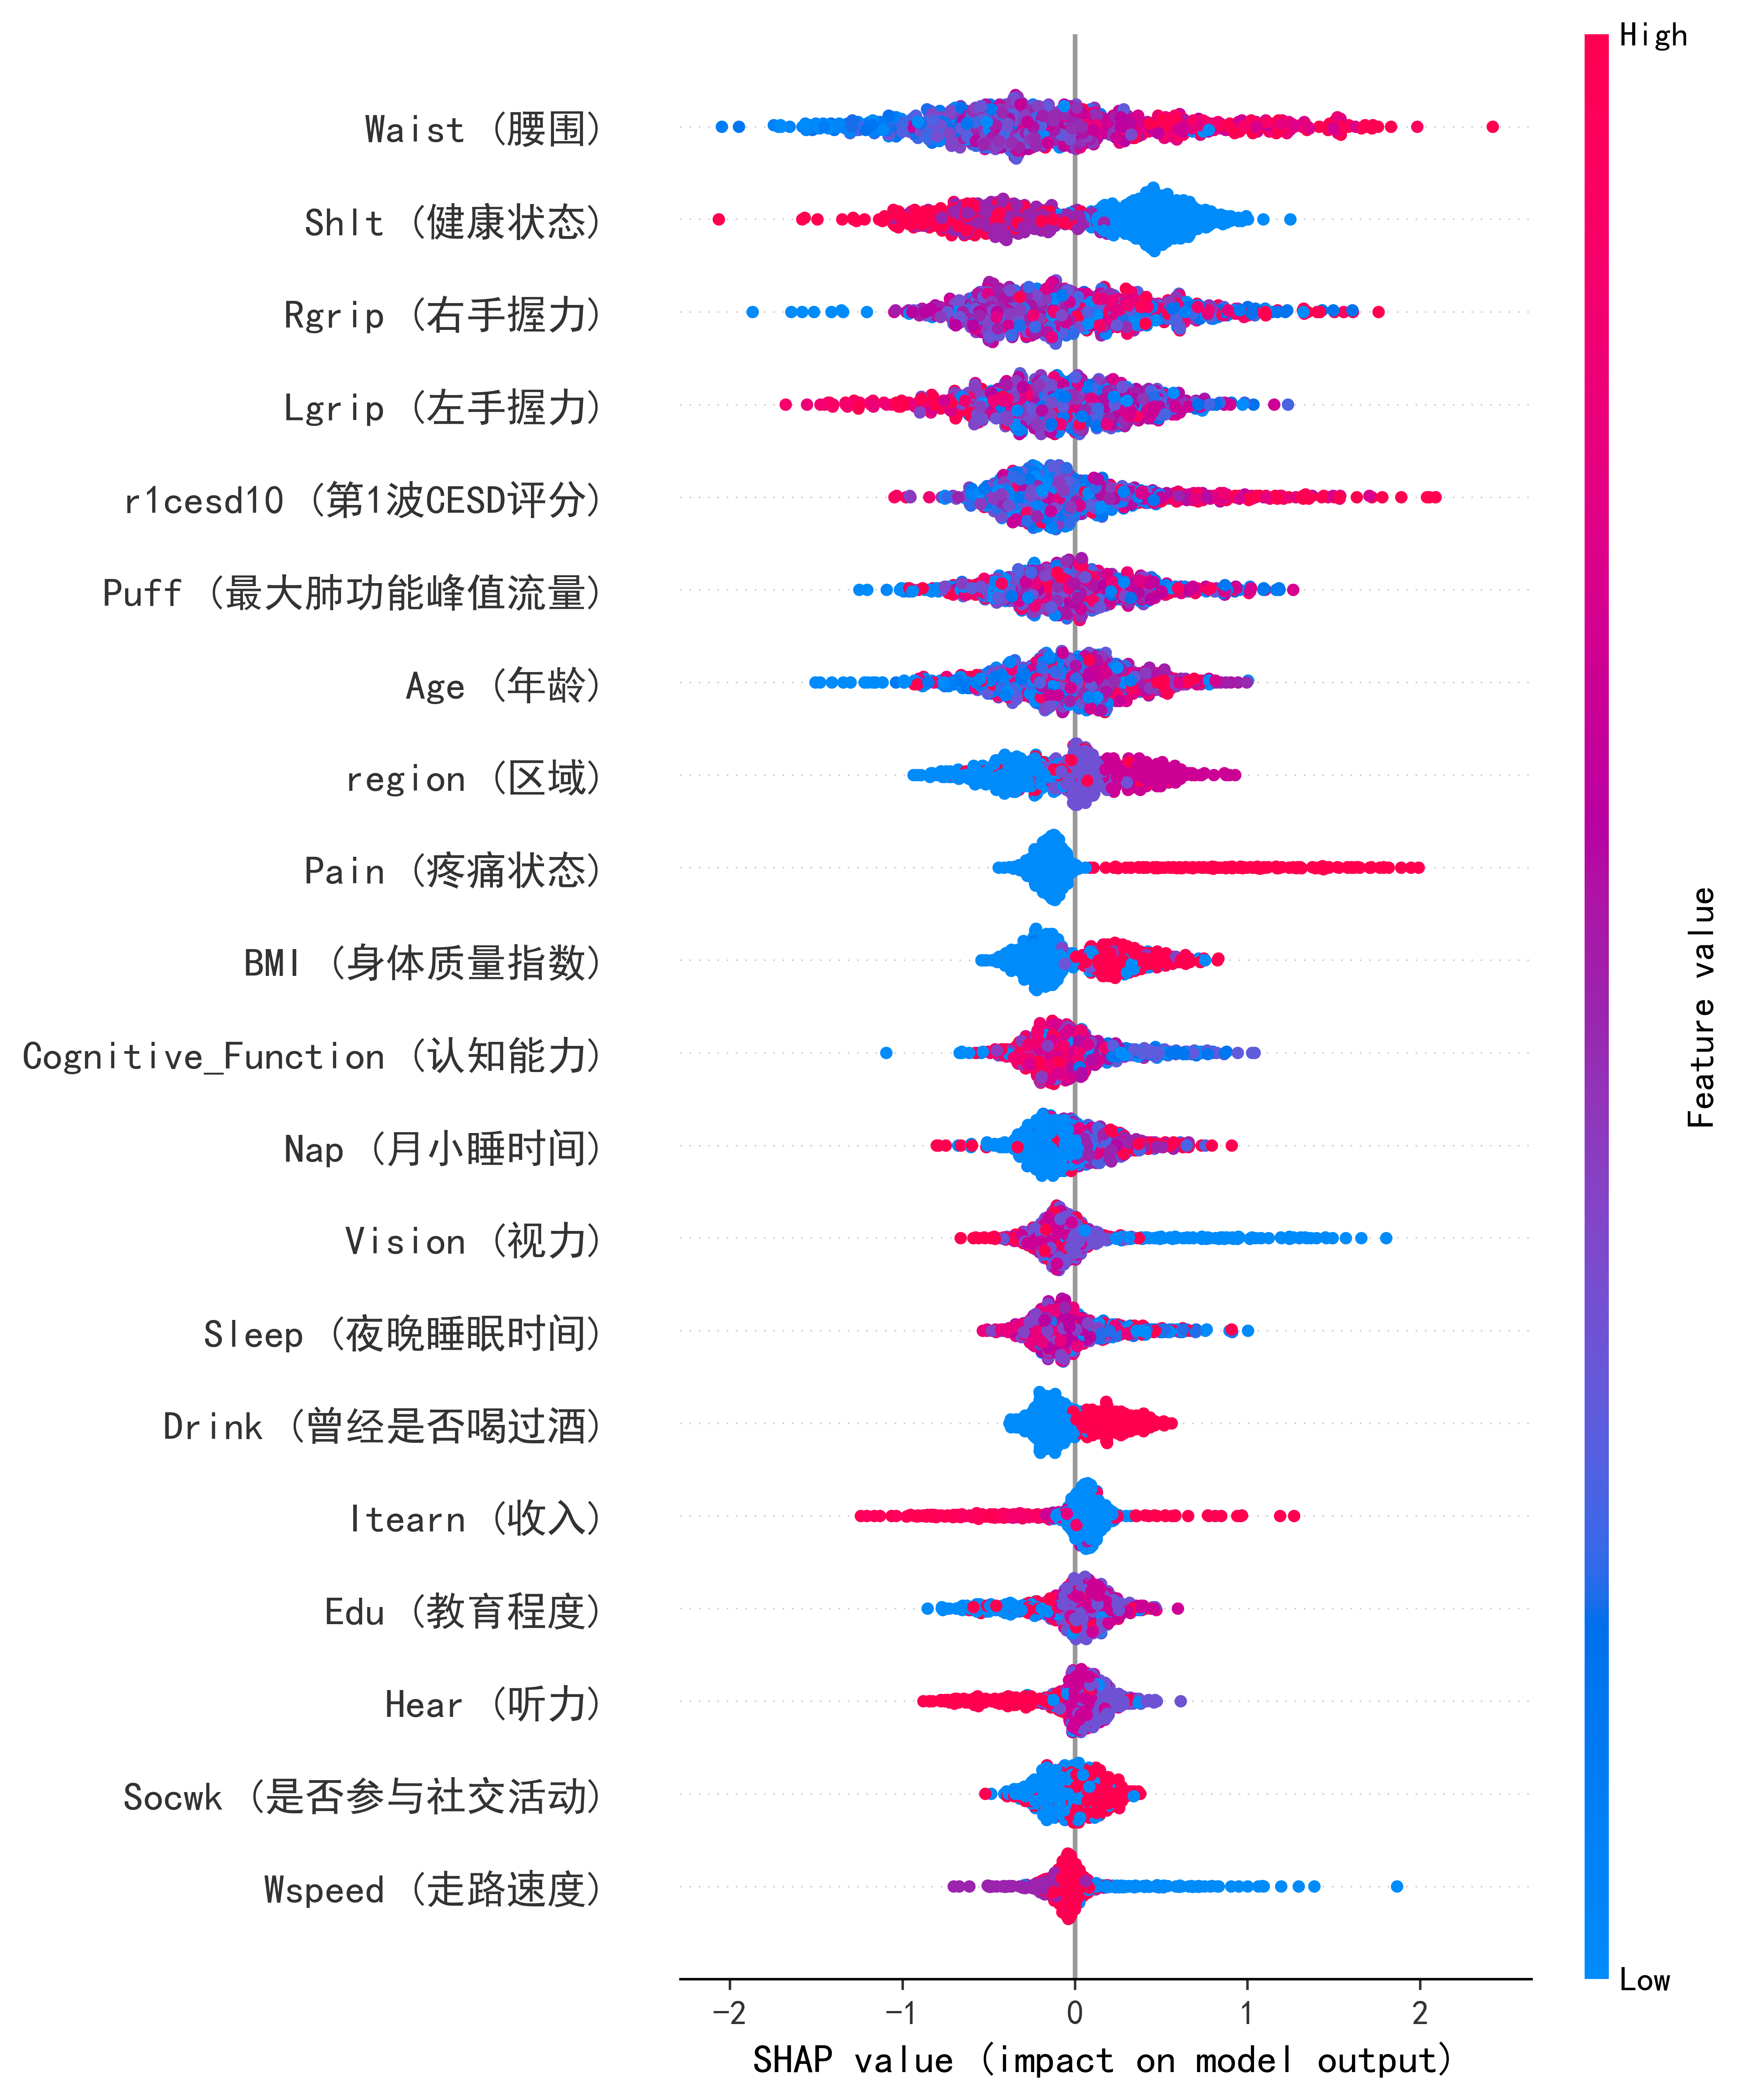 High
Waist (腰围)
Shlt (健康状态)
Rgrip (右手握力)
Lgrip (左手握力)
r1cesd10 (第1波CESD评分)
Puff (最大肺功能峰值流量)
Age (年龄)
region (区域)
Pain (疼痛状态)
BMI (身体质量指数)
Cognitive_Function (认知能力)
Nap (月小睡时间)
Vision (视力)
Sleep (夜晚睡眠时间)
Drink (曾经是否喝过酒)
Itearn (收入)
Edu (教育程度)
Hear (听力)
Socwk (是否参与社交活动)
Wspeed (走路速度)
Feature value
Low
−2 −1 0 1 2
SHAP value (impact on model output)